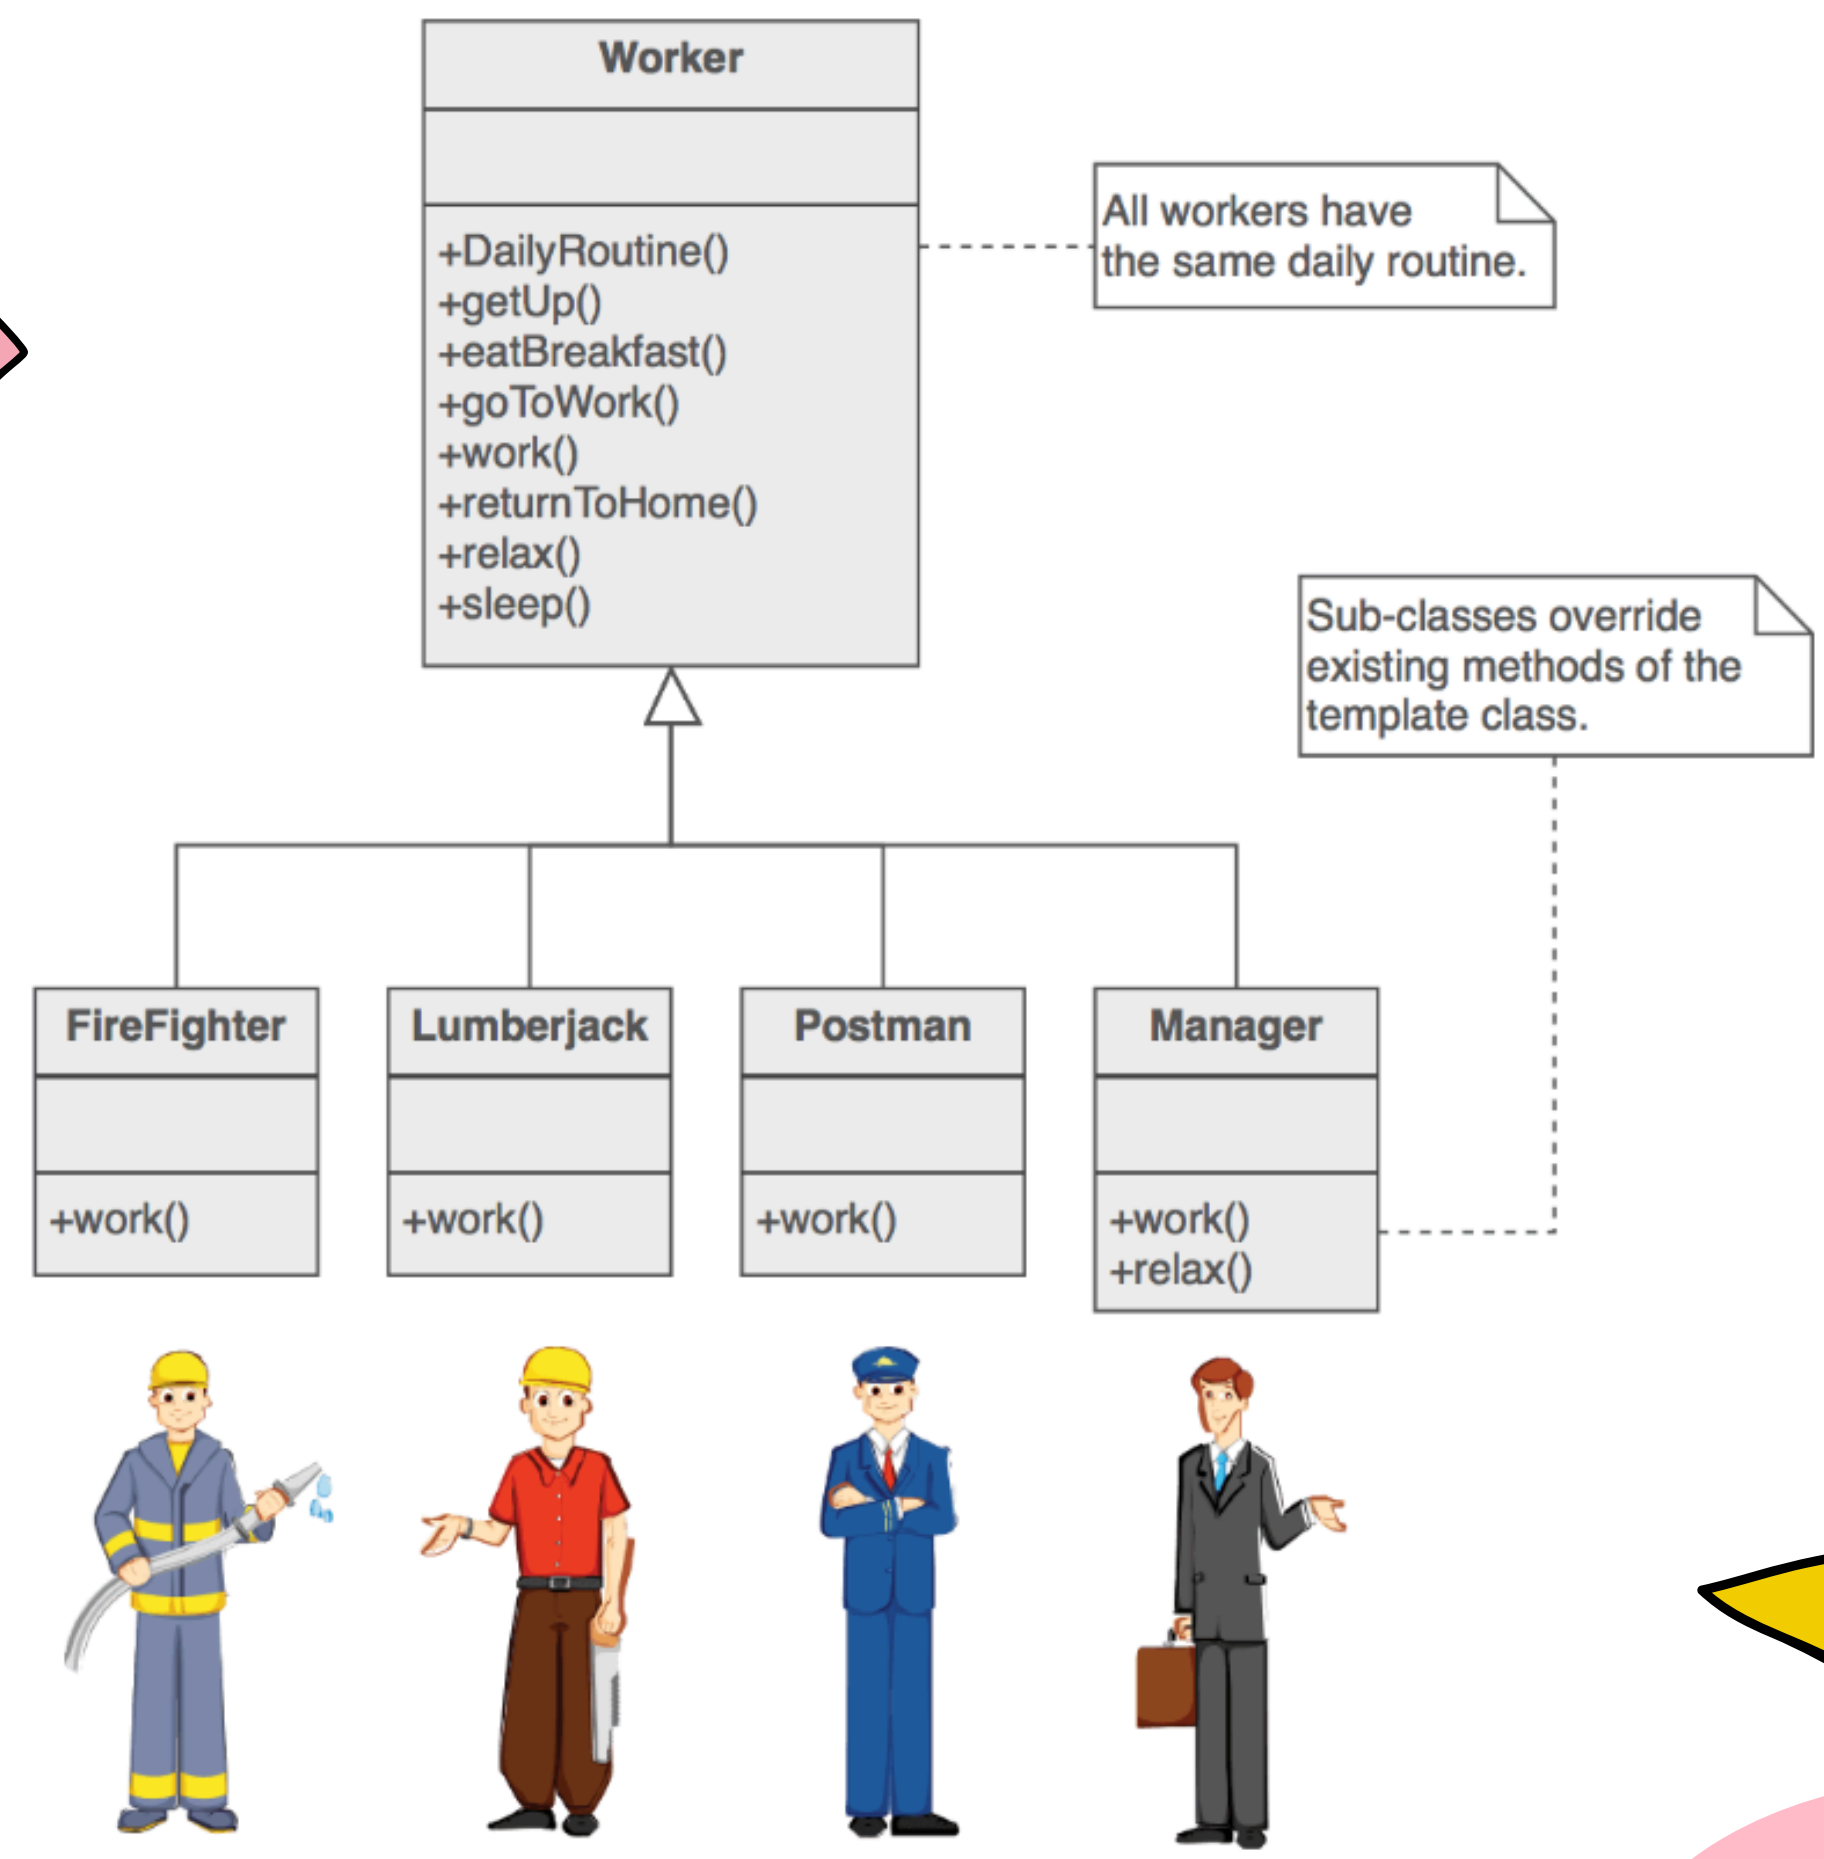 Worker
+DailyRoutine()
+getUp()
+eatBreakfast()
+goToWork()
+work()
+returnToHome()
+relax()
+sleep()
All workers have
the same daily routine.
Sub-classes override
existing methods of the
template class.
FireFighter
+work()
Lumberjack
+work()
Postman
+work()
Manager
+work()
+relax()